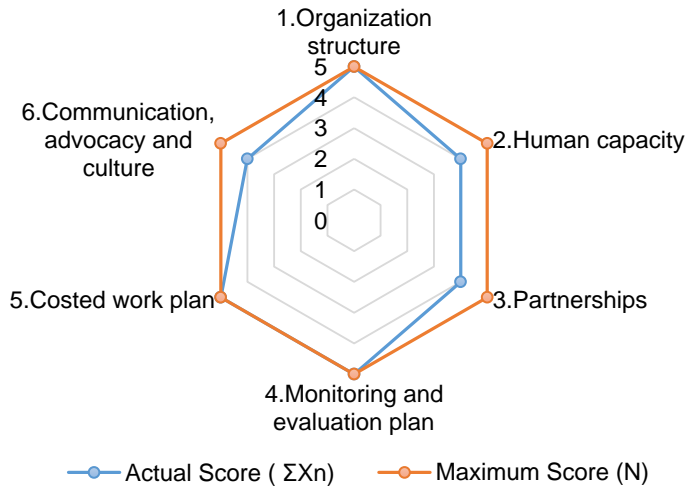 1.Organization
structure
5
4
3
2
1
0
6.Communication,
advocacy and
culture
2.Human capacity
5.Costed work plan
3.Partnerships
4.Monitoring and
evaluation plan
Actual Score ( ΣXn)
Maximum Score (N)